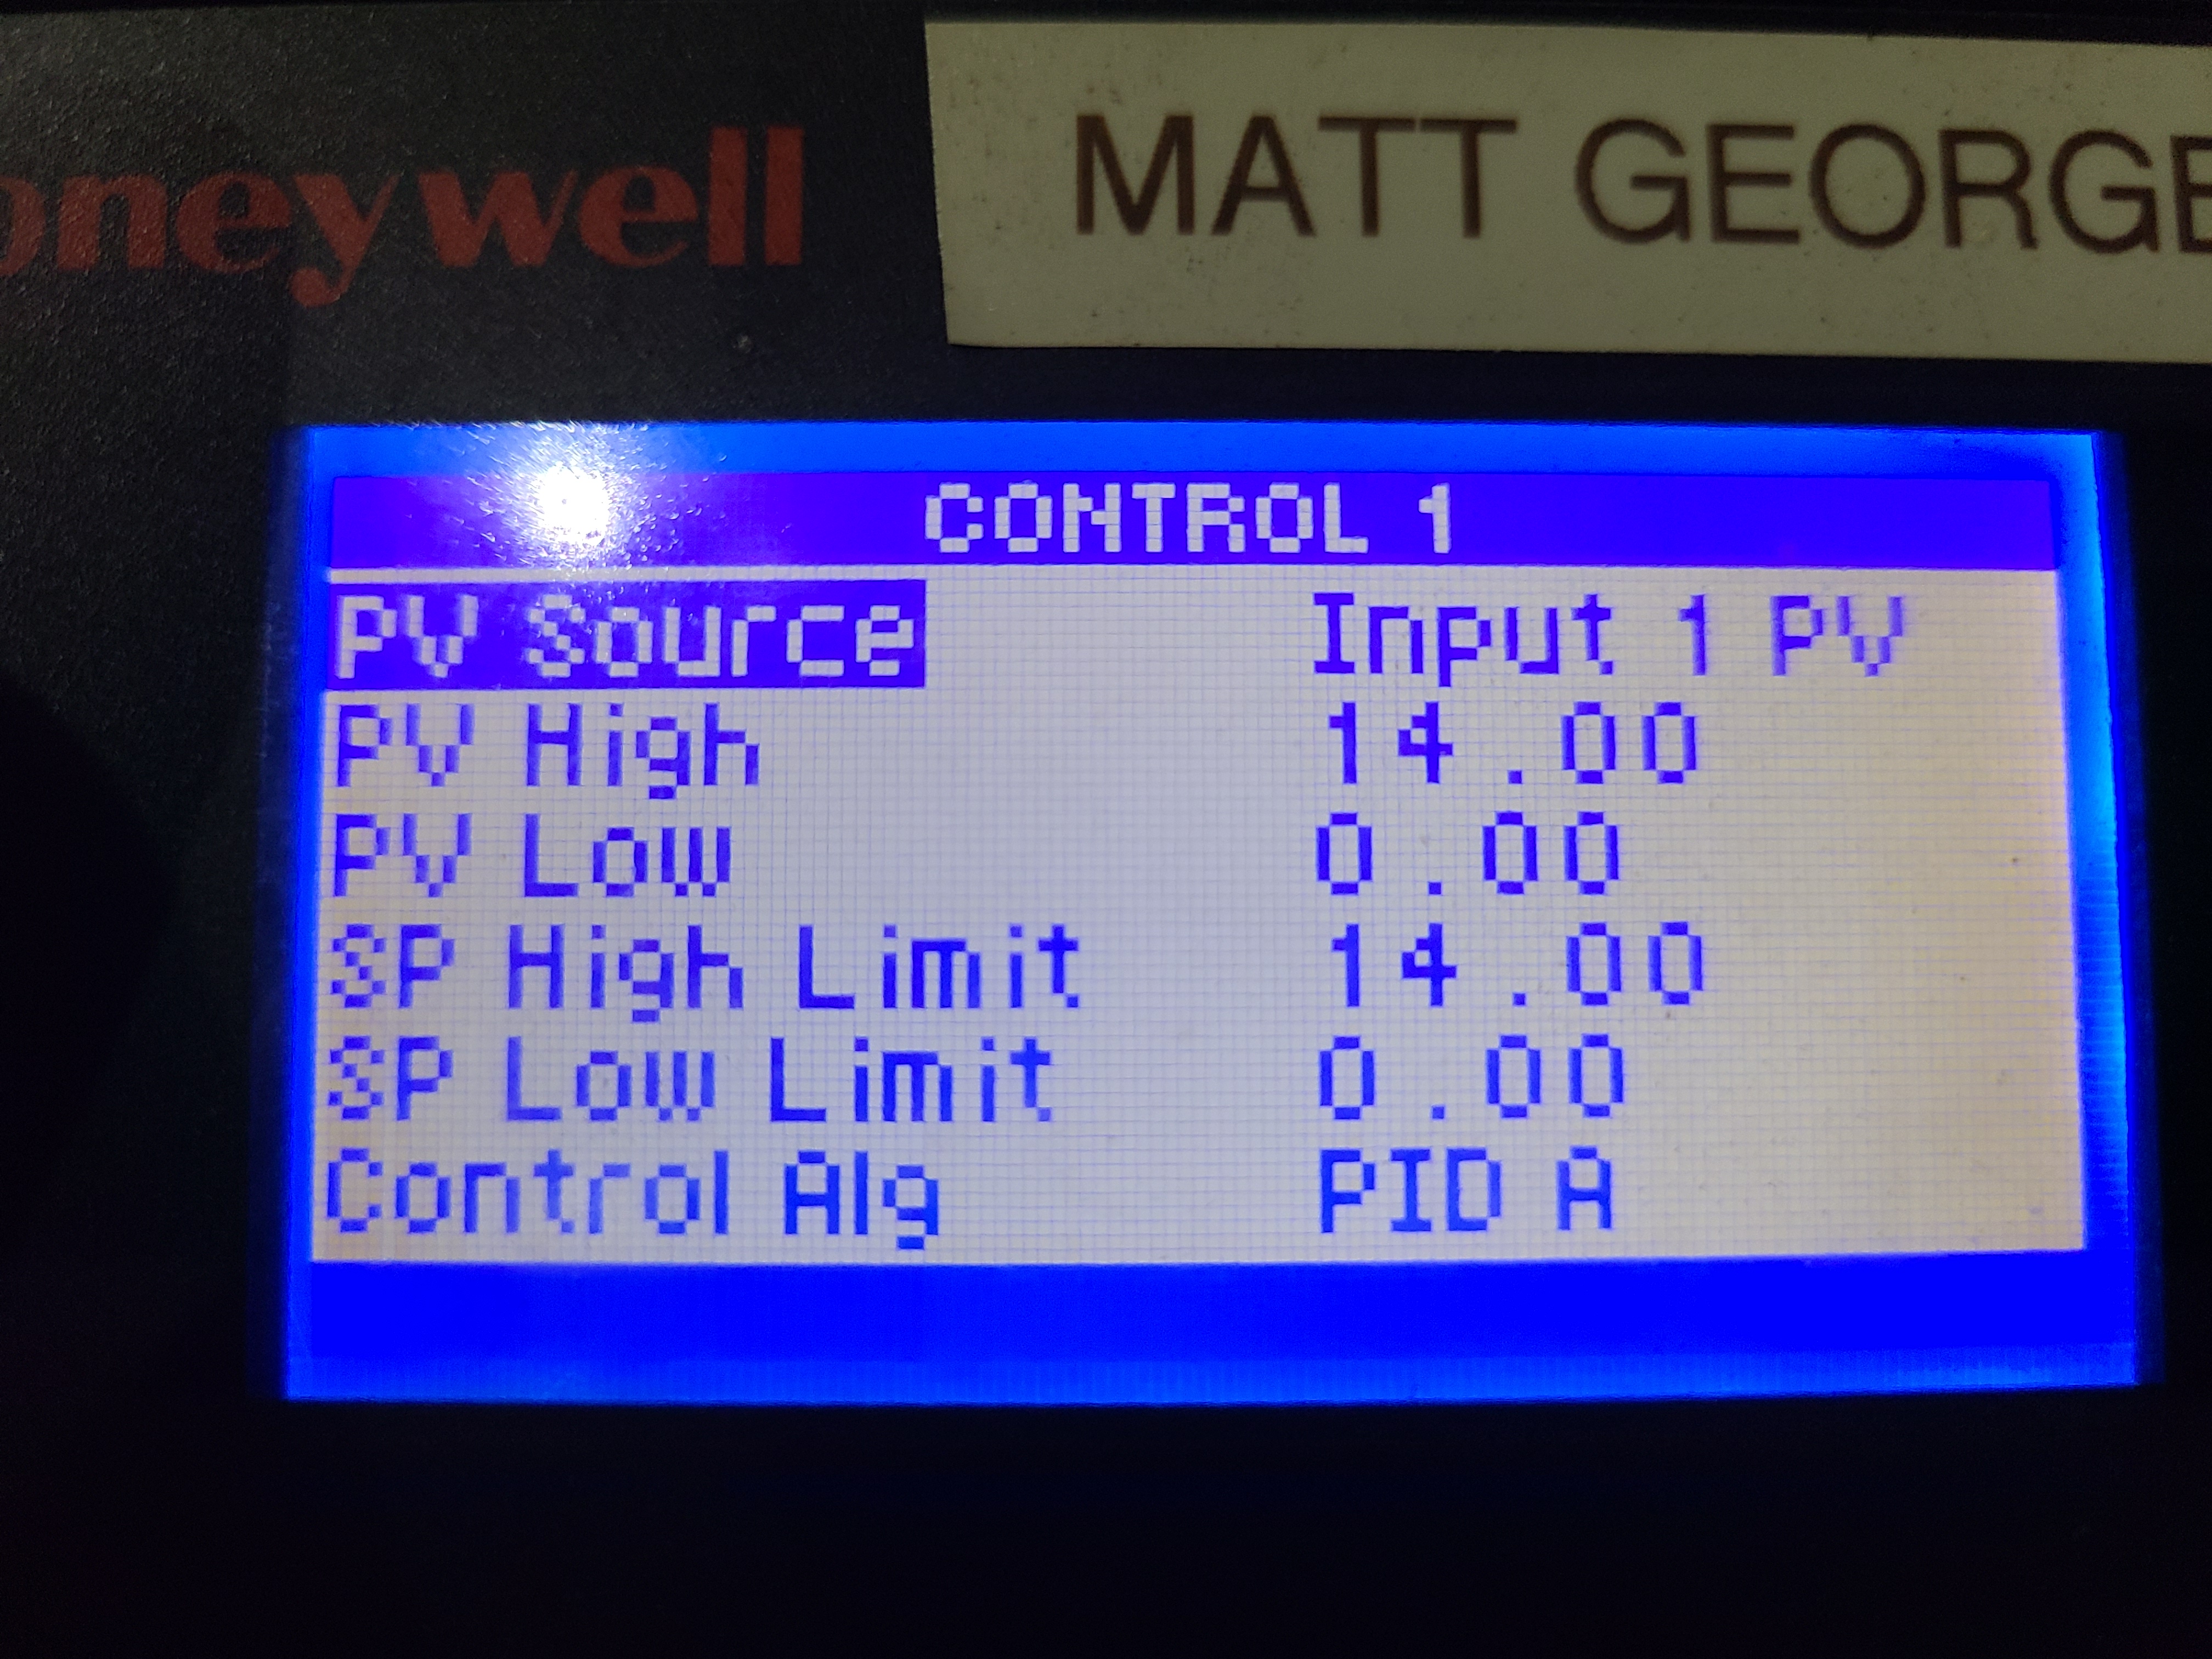 oneywell
MATT GEORGE
CONTROL 1
PV Source Input 1 PV
PV High 14.00
PV Low 0.00
SP High Limit 14.00
SP Low Limit 0.00
Control Alg PID A